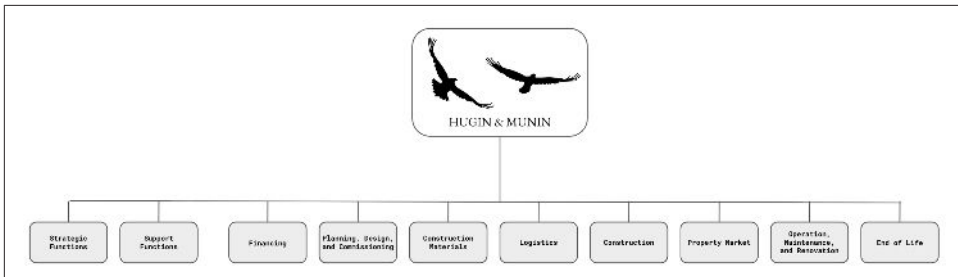 HUGIN & MUNIN
Strategic
Functions
Support
Functions
Financing
Planning, Design,
and Commissioning
Construction
Materials
Logistics
Construction
Property Market
Operation,
Maintenance,
and Renovation
End of Life